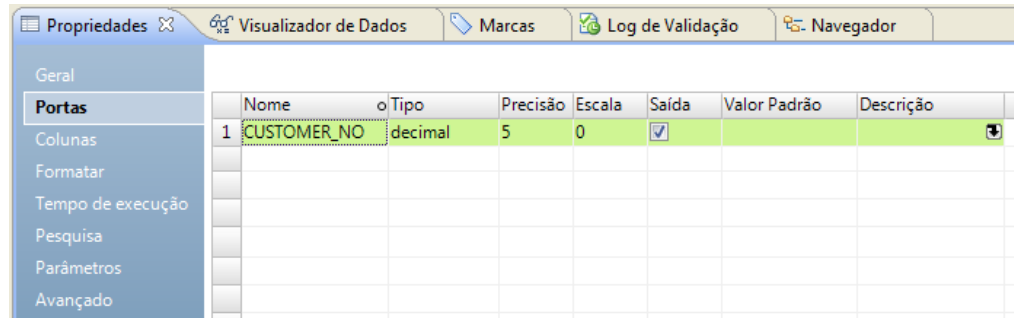 Propriedades Visualizador de Dados Marcas Log de Validação Navegador
Geral
Portas
Colunas
Formatar
Tempo de execução
Pesquisa
Parâmetros
Avançado
Nome o Tipo Precisão Escala Saída Valor Padrão Descrição
1 CUSTOMER_NO decimal 5 0